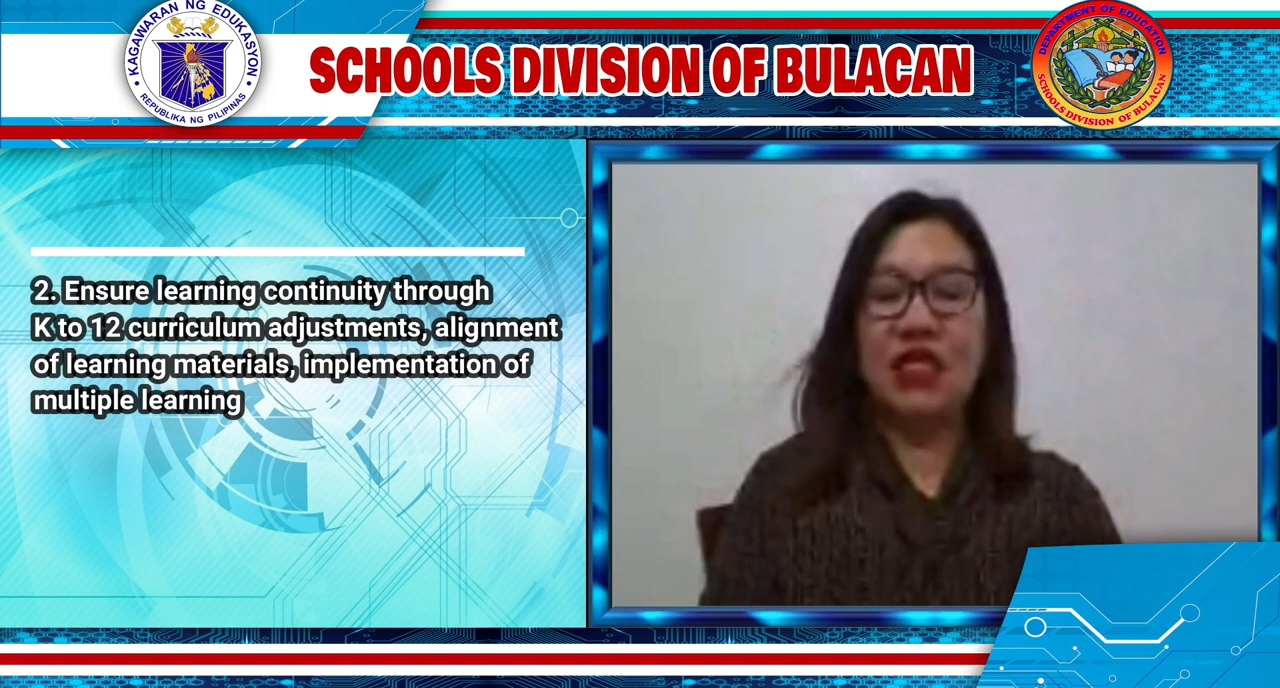 KAGAWARAN NG EDUKASYON
REPUBLIKA NG PILIPINAS
SCHOOLS DIVISION OF BULACAN
DEPARTMENT OF EDUCATION
SCHOOLS DIVISION OF BULACAN
2. Ensure learning continuity through
K to 12 curriculum adjustments, alignment
of learning materials, implementation of
multiple learning